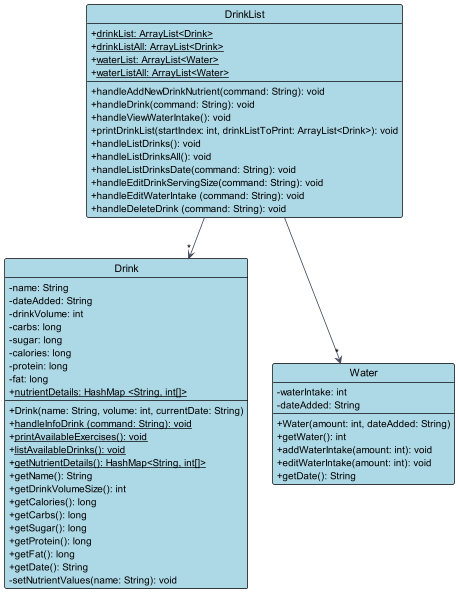 DrinkList
+drinkList: ArrayList<Drink>
+drinkListAll: ArrayList<Drink>
+waterList: ArrayList<Water>
+waterListAll: ArrayList<Water>
+handleAddNewDrinkNutrient(command: String): void
+handleDrink(command: String): void
+handleViewWaterIntake(): void
+printDrinkList(startIndex: int, drinkListToPrint: ArrayList<Drink>): void
+handleListDrinks(): void
+handleListDrinksAll(): void
+handleListDrinksDate(command: String): void
+handleEditDrinkServingSize(command: String): void
+handleEditWaterIntake (command: String): void
+handleDeleteDrink (command: String): void
*
*
Drink
-name: String
-dateAdded: String
-drinkVolume: int
-carbs: long
-sugar: long
-calories: long
-protein: long
-fat: long
+nutrientDetails: HashMap <String, int[]>
+Drink(name: String, volume: int, currentDate: String)
+handleInfoDrink (command: String): void
+printAvailableExercises(): void
+listAvailableDrinks(): void
+getNutrientDetails(): HashMap<String, int[]>
+getName(): String
+getDrinkVolumeSize(): int
+getCalories(): long
+getCarbs(): long
+getSugar(): long
+getProtein(): long
+getFat(): long
+getDate(): String
-setNutrientValues(name: String): void
Water
-waterIntake: int
-dateAdded: String
+Water(amount: int, dateAdded: String)
+getWater(): int
+addWaterIntake(amount: int): void
+editWaterIntake(amount: int): void
+getDate(): String